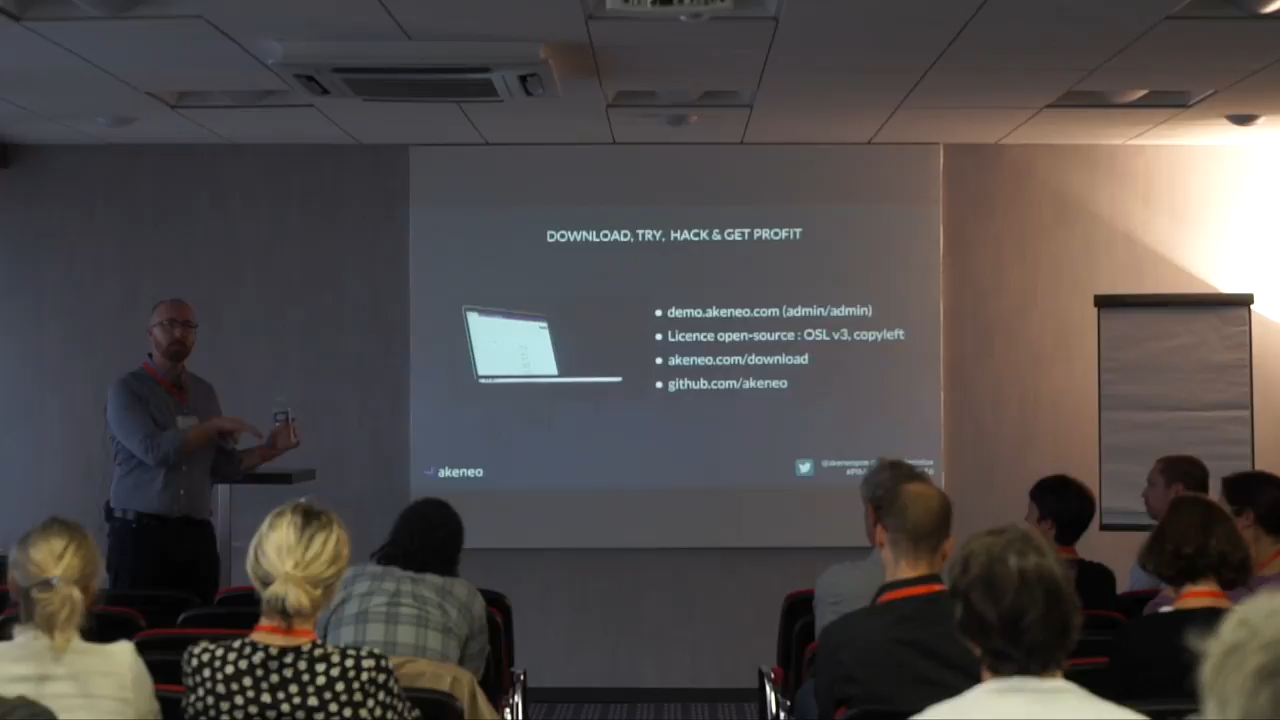 DOWNLOAD, TRY, HACK & GET PROFIT
demo.akeneo.com (admin/admin)
Licence open-source : OSL v3, copyleft
akeneo.com/download
github.com/akeneo
akeneo